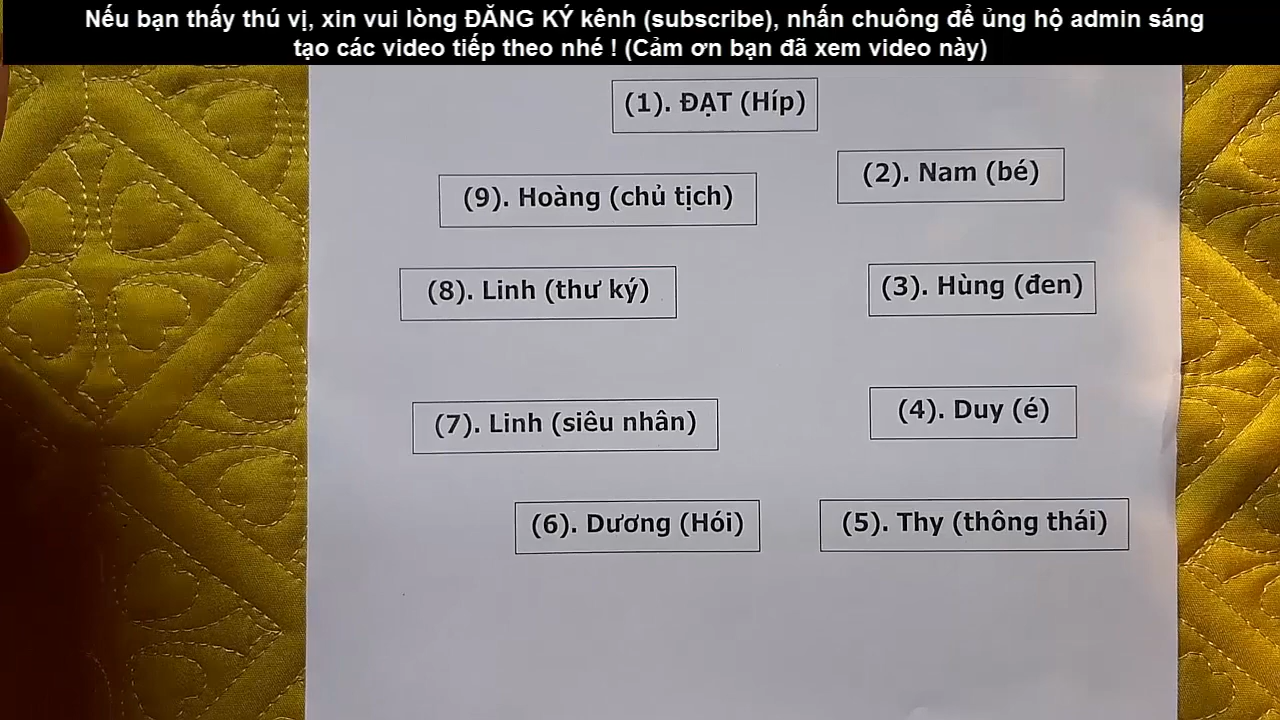 Nếu bạn thấy thú vị, xin vui lòng ĐĂNG KÝ kênh (subscribe), nhấn chuông để ủng hộ admin sáng
tạo các video tiếp theo nhé ! (Cảm ơn bạn đã xem video này)
(1). ĐẠT (Híp)
(2). Nam (bé)
(9). Hoàng (chủ tịch)
(3). Hùng (đen)
(8). Linh (thư ký)
(4). Duy (é)
(7). Linh (siêu nhân)
(5). Thy (thông thái)
(6). Dương (Hói)